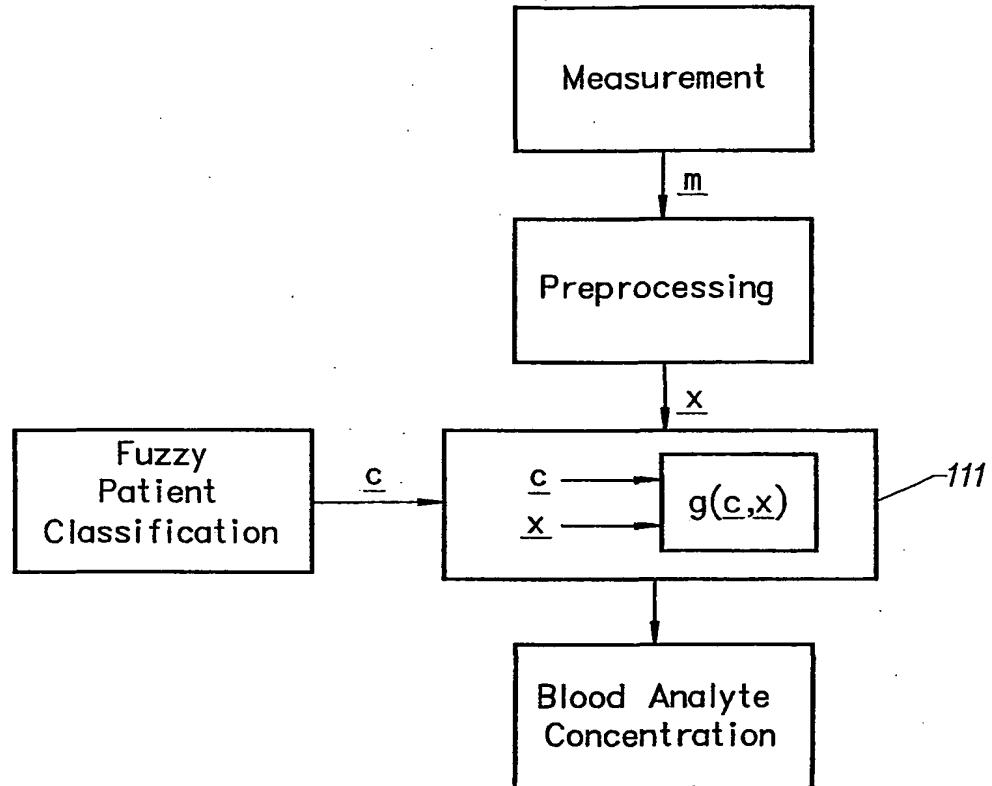 Measurement
m
Preprocessing
x
Fuzzy
Patient
Classification
c
c
x
g(c,x)
111
Blood Analyte
Concentration